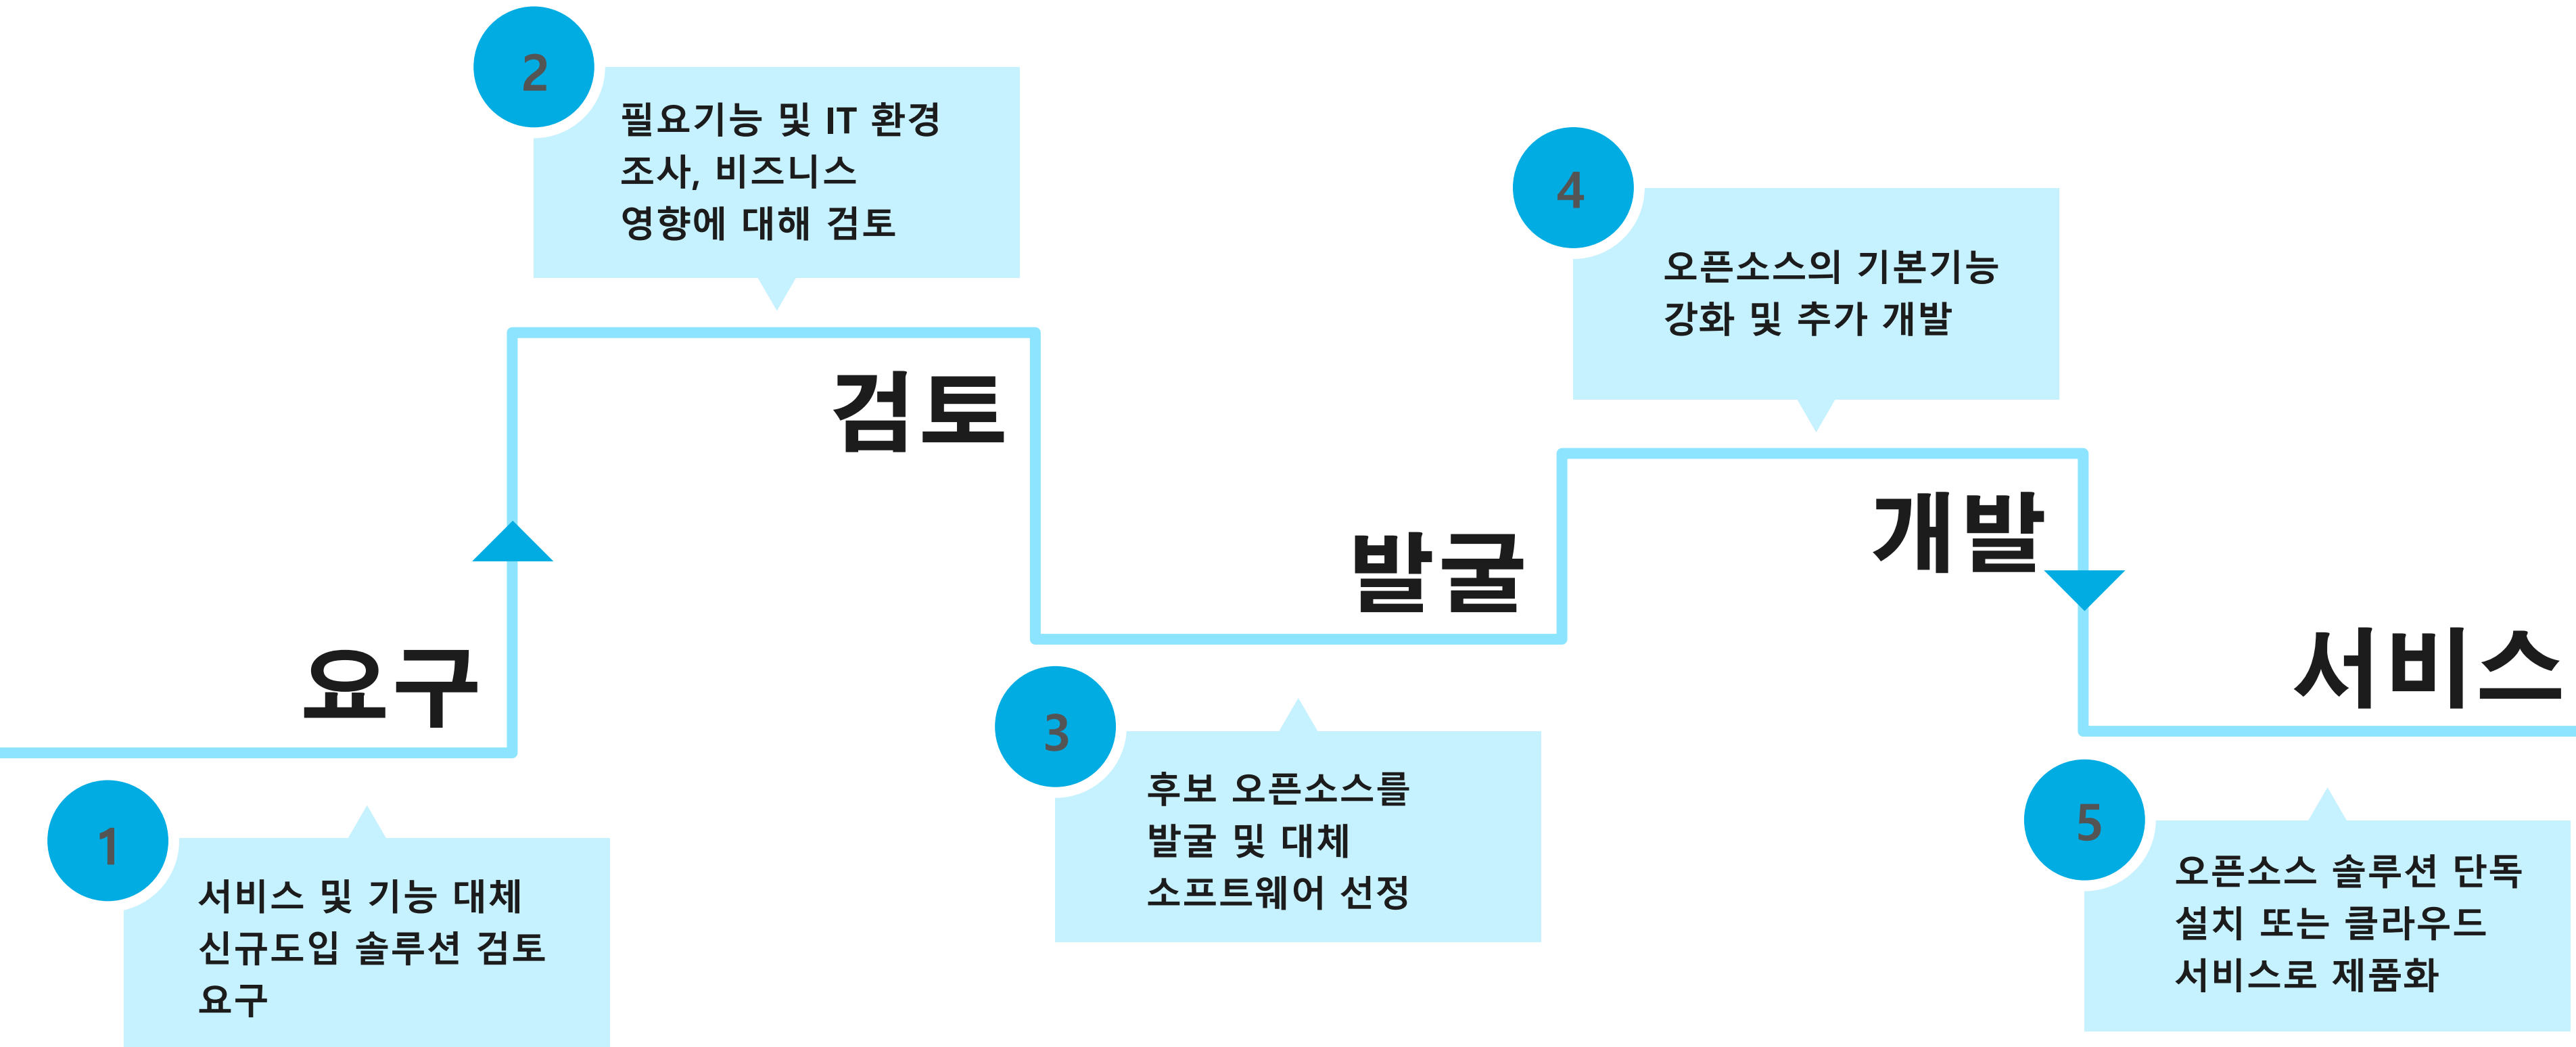 1
요구
서비스 및 기능 대체
신규도입 솔루션 검토
요구
2
필요기능 및 IT 환경
조사, 비즈니스
영향에 대해 검토
검토
3
발굴
후보 오픈소스를
발굴 및 대체
소프트웨어 선정
4
오픈소스의 기본기능
강화 및 추가 개발
개발
5
서비스
오픈소스 솔루션 단독
설치 또는 클라우드
서비스로 제품화